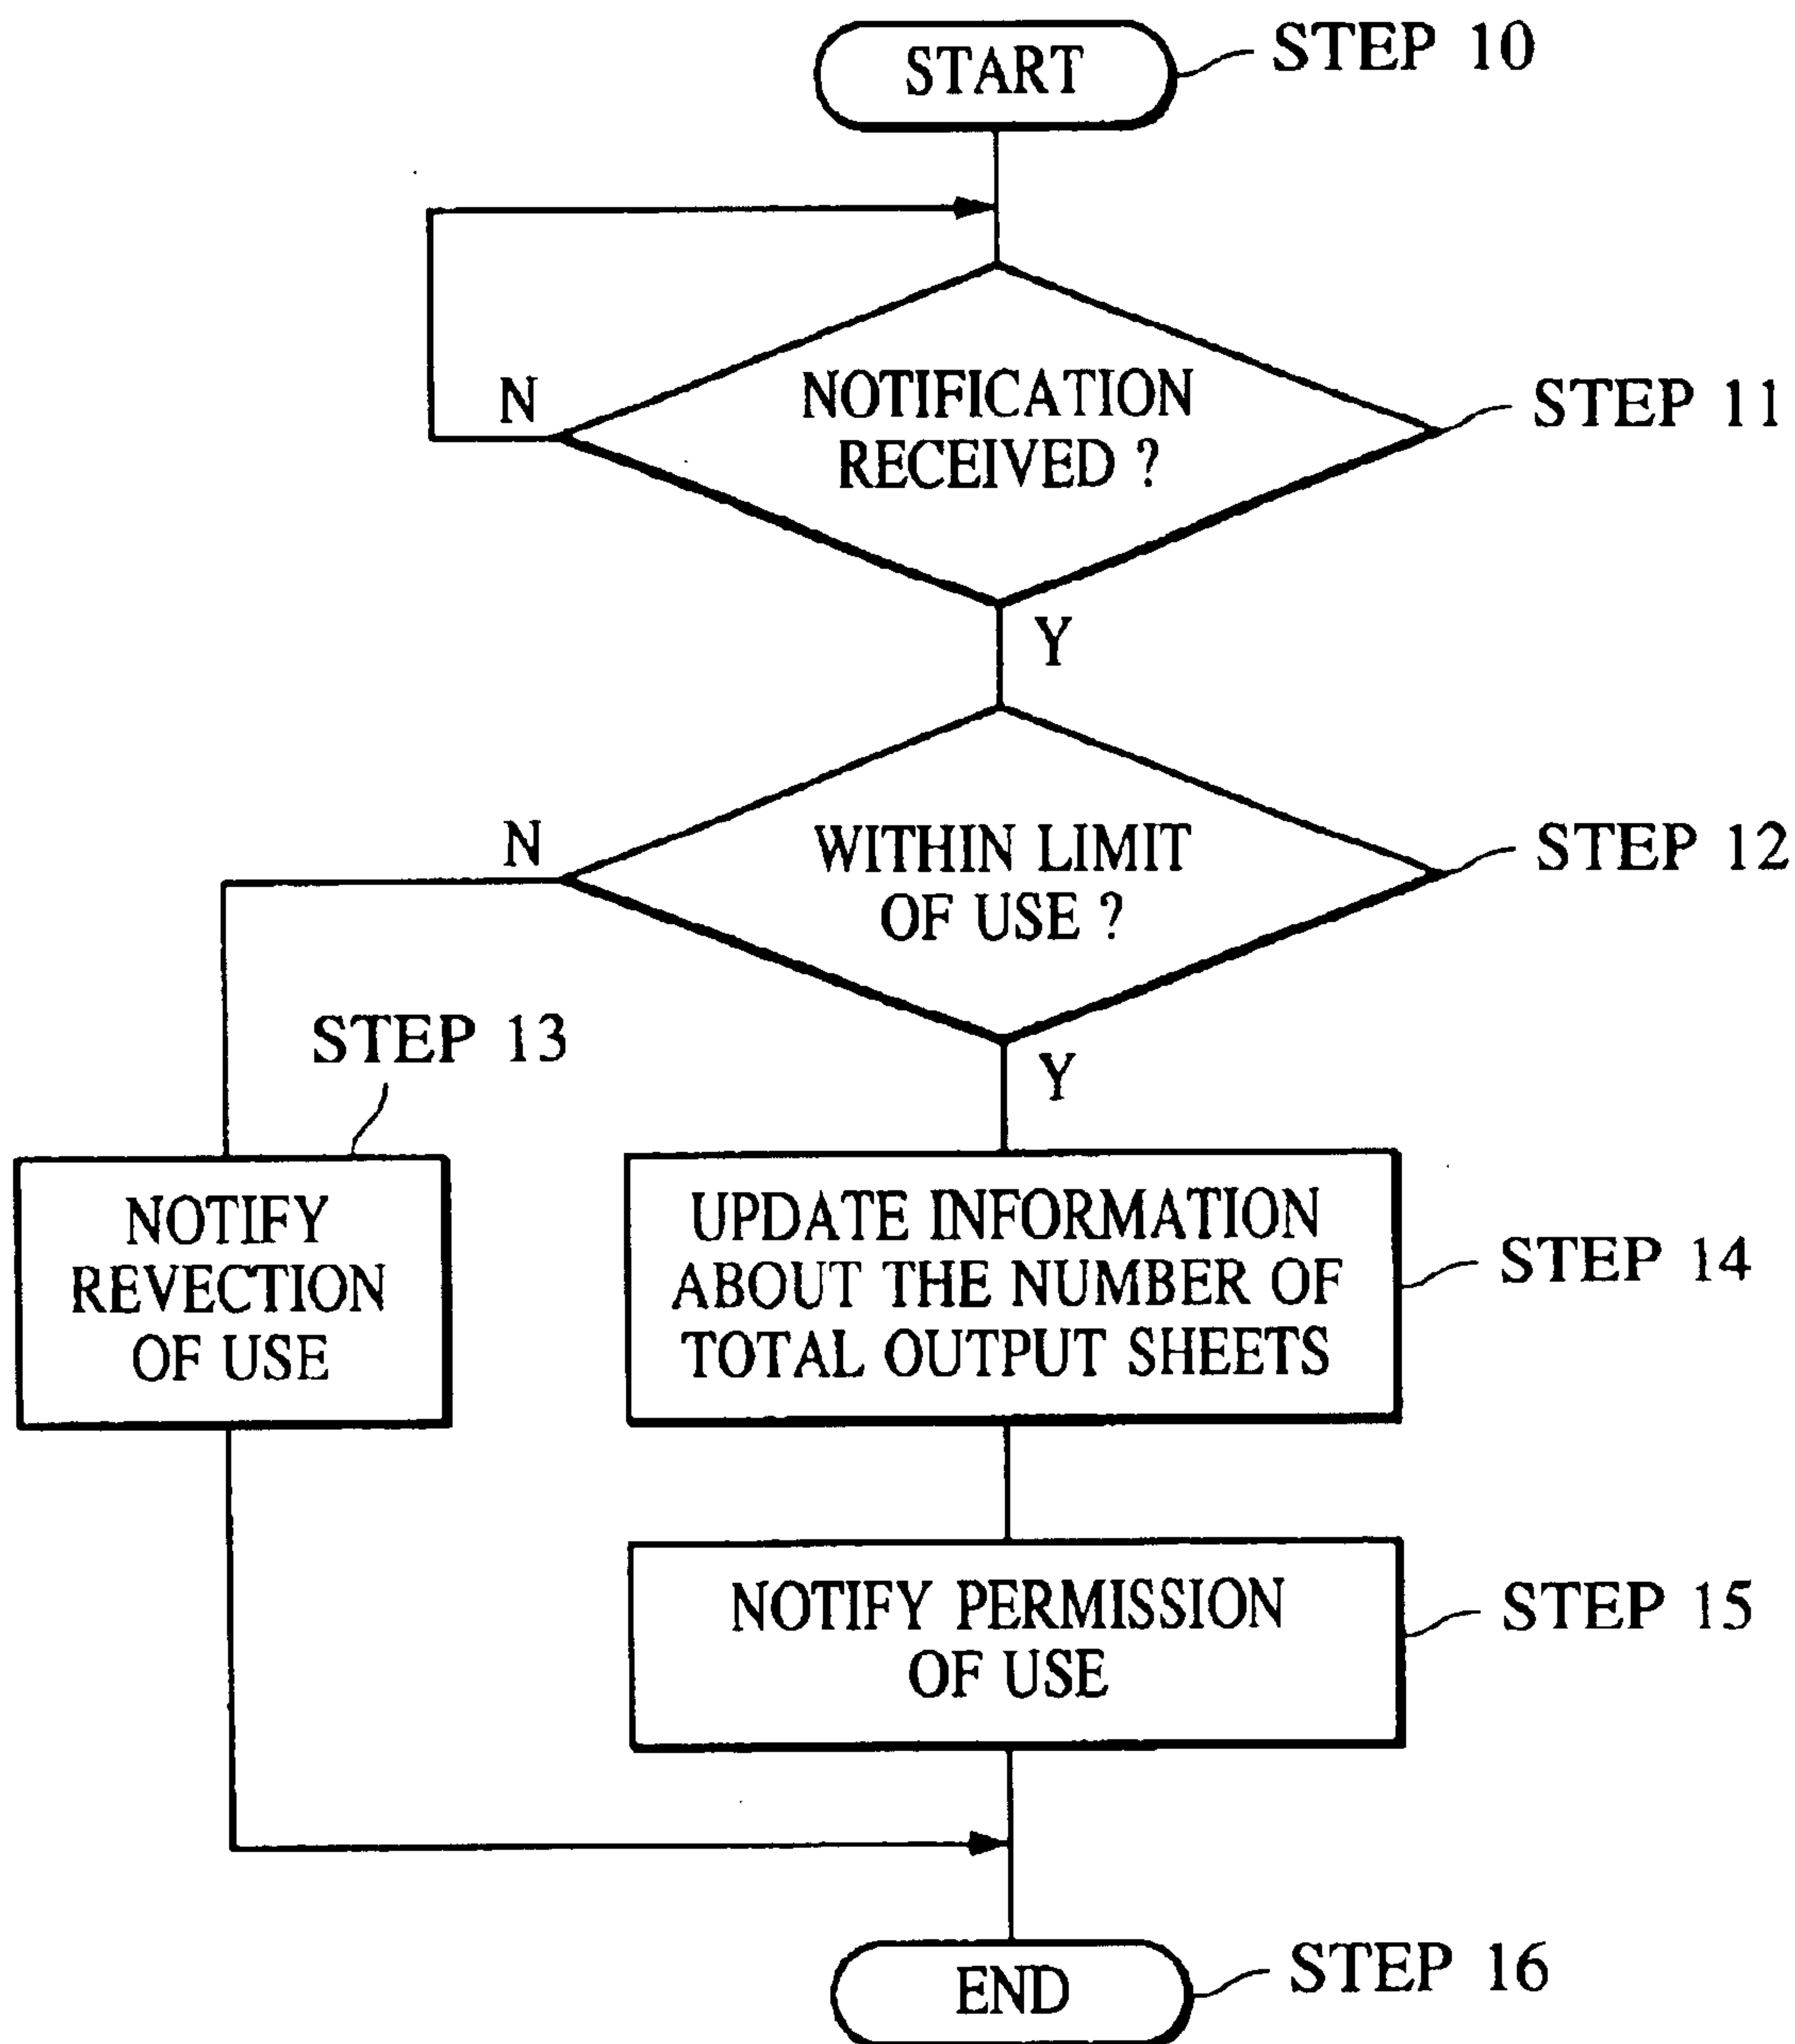 START
STEP 10
N
NOTIFICATION
RECEIVED ?
STEP 11
Y
N
WITHIN LIMIT
OF USE ?
STEP 12
STEP 13
Y
NOTIFY
REVECTION
OF USE
UPDATE INFORMATION
ABOUT THE NUMBER OF
TOTAL OUTPUT SHEETS
STEP 14
NOTIFY PERMISSION
OF USE
STEP 15
END
STEP 16